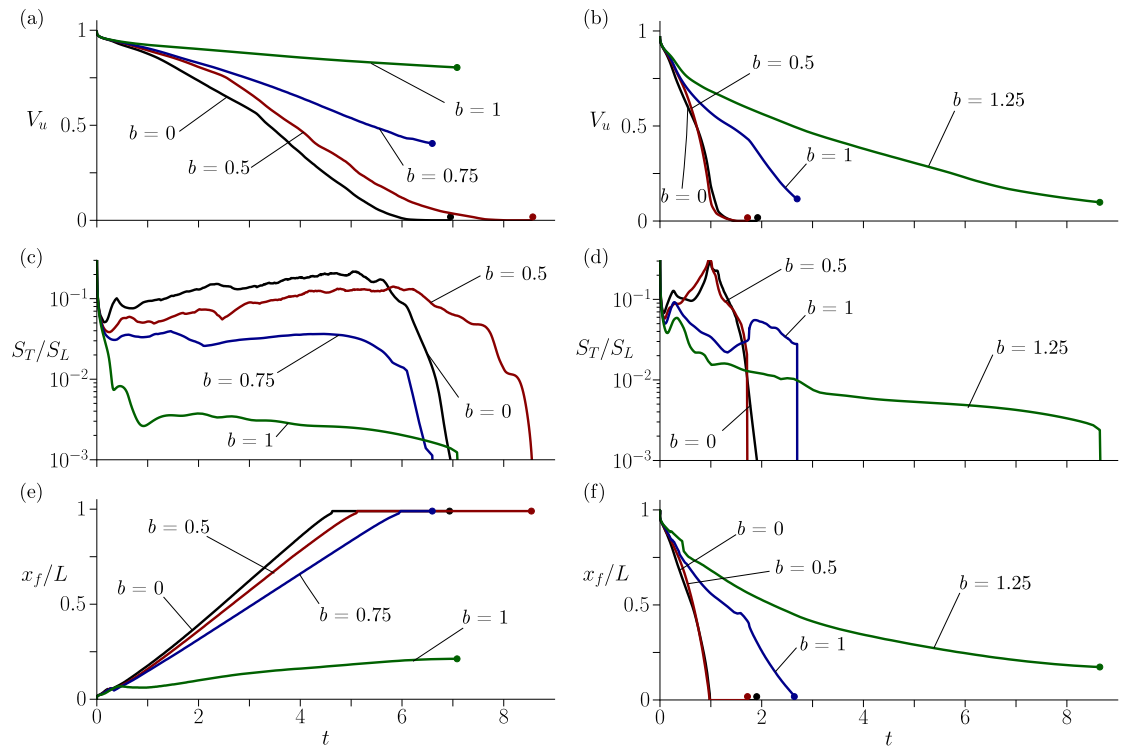 (a)
1
0.5
0
V_u
b = 0
b = 0.5
b = 0.75
b = 1
(b)
1
0.5
0
V_u
b = 0.5
b = 1.25
b = 1
b = 0
(c)
10^{-1}
10^{-2}
10^{-3}
S_T/S_L
b = 0.5
b = 0.75
b = 0
b = 1
(d)
10^{-1}
10^{-2}
10^{-3}
S_T/S_L
b = 0.5
b = 1
b = 1.25
b = 0
(e)
1
0.5
0
x_f/L
b = 0.5
b = 0
b = 0.75
b = 1
0 2 4 6 8
t
(f)
1
0.5
0
x_f/L
b = 0
b = 0.5
b = 1.25
b = 1
0 2 4 6 8
t